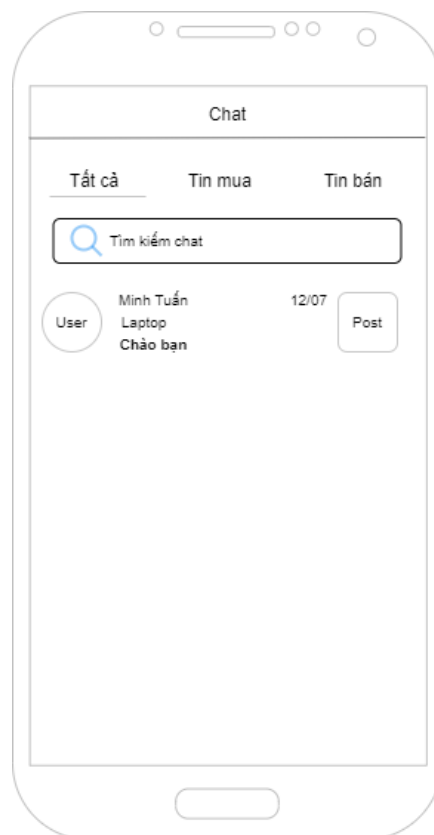 Chat
Tất cả Tin mua Tin bán
Tìm kiếm chat
Minh Tuấn 12/07
User Laptop Post
Chào bạn